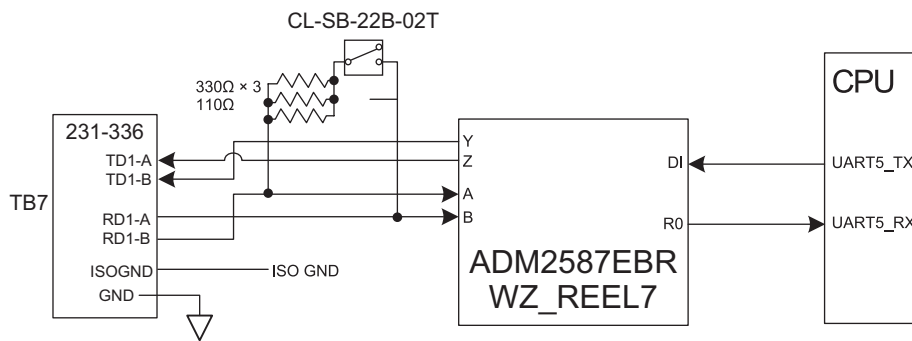 CL-SB-22B-02T
330Ω × 3
110Ω
231-336
TB7
TD1-A
TD1-B
RD1-A
RD1-B
ISOGND
GND
ISO GND
Y
Z
A
B
DI
R0
ADM2587EBR
WZ_REEL7
CPU
UART5_TX
UART5_RX